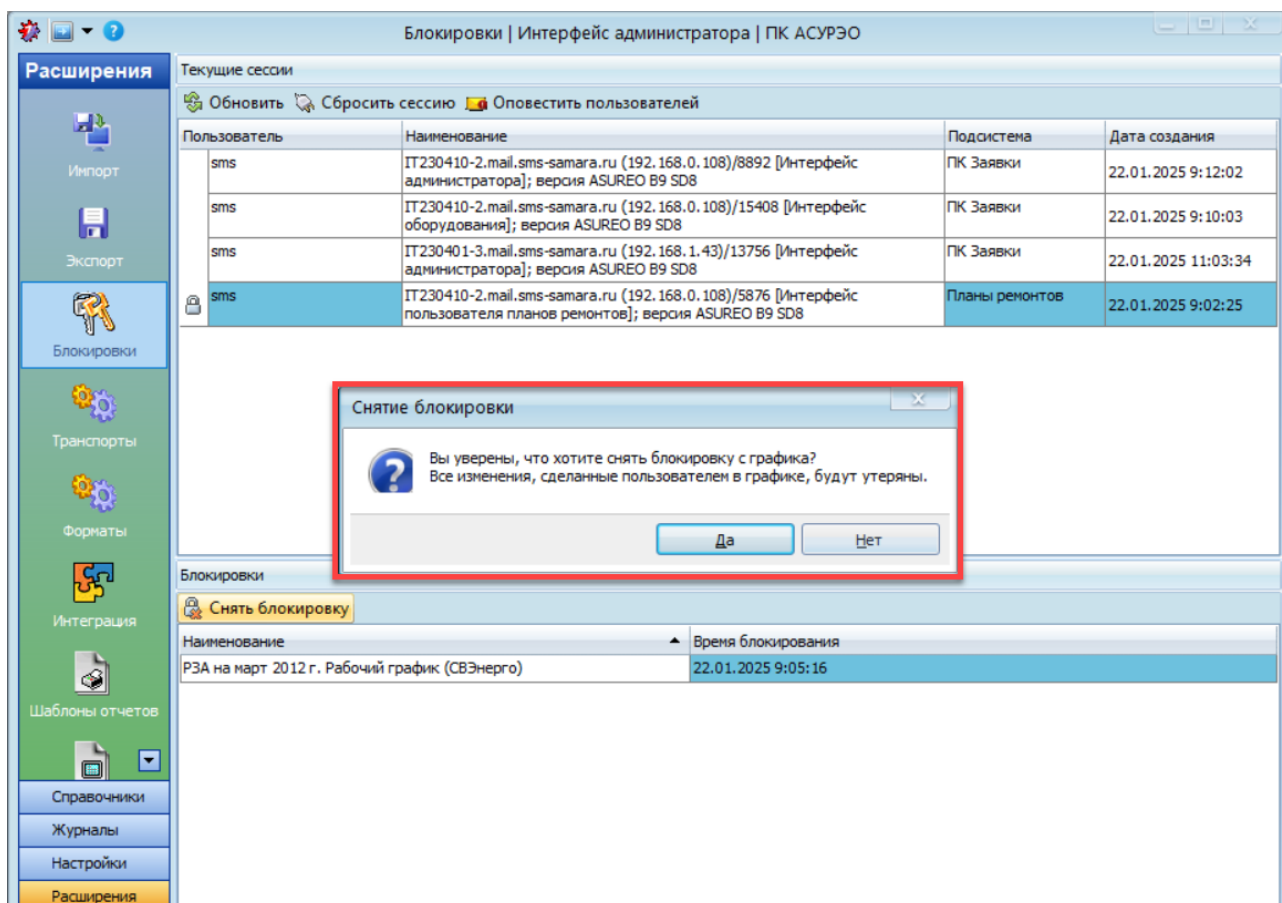 Блокировки | Интерфейс администратора | ПК АСУРЭО
Расширения
Импорт
Экспорт
Блокировки
Транспорты
Форматы
Интеграция
Шаблоны отчетов
Справочники
Журналы
Настройки
Расширения
Текущие сессии
Обновить Сбросить сессию Оповестить пользователей
Пользователь Наименование Подсистема Дата создания
sms IT230410-2.mail.sms-samara.ru (192.168.0.108)/8892 [Интерфейс ПК Заявки 22.01.2025 9:12:02
администратора]; версия ASUREO B9 SD8
sms IT230410-2.mail.sms-samara.ru (192.168.0.108)/15408 [Интерфейс ПК Заявки 22.01.2025 9:10:03
оборудования]; версия ASUREO B9 SD8
sms IT230401-3.mail.sms-samara.ru (192.168.1.43)/13756 [Интерфейс ПК Заявки 22.01.2025 11:03:34
администратора]; версия ASUREO B9 SD8
sms IT230410-2.mail.sms-samara.ru (192.168.0.108)/5876 [Интерфейс Планы ремонтов 22.01.2025 9:02:25
пользователя планов ремонтов]; версия ASUREO B9 SD8
Снятие блокировки
Вы уверены, что хотите снять блокировку с графика?
Все изменения, сделанные пользователем в графике, будут утеряны.
Да Нет
Блокировки
Снять блокировку
Наименование Время блокирования
РЗА на март 2012 г. Рабочий график (СВЭнерго) 22.01.2025 9:05:16